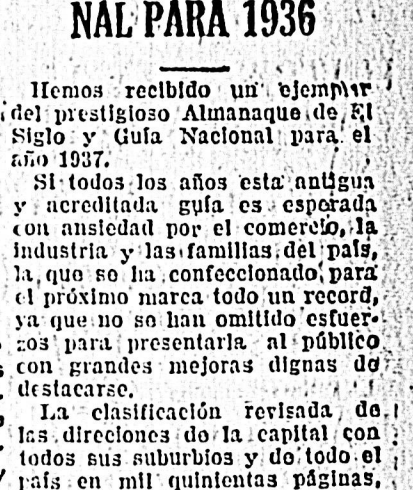 NAL PARA 1936
Hemos recibido un ejemplar
del prestigioso Almanaque de El
Siglo y Guía Nacional para el
año 1937.
Si todos los años esta antigua
y acreditada guía es esperada
con ansiedad por el comercio, la
industria y las familias del país,
la que se ha confeccionado para
el próximo marca todo un record,
ya que no se han omitido esfuer-
zos para presentarla al público
con grandes mejoras dignas de
destacarse.
La clasificación revisada de
las direciones de la capital con
todos sus suburbios y de todo el
país en mil quinientas páginas,